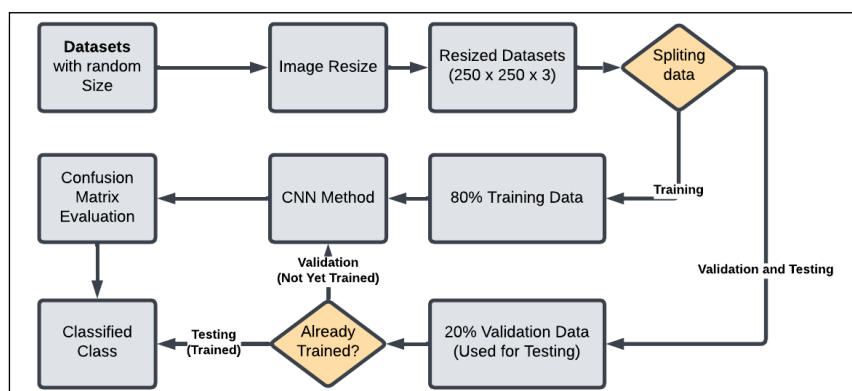 Datasets
with random
Size
Image Resize
Resized Datasets
(250 x 250 x 3)
Spliting
data
Confusion
Matrix
Evaluation
CNN Method
80% Training Data
Training
Validation
(Not Yet Trained)
Validation and Testing
Classified
Class
Testing
(Trained)
Already
Trained?
20% Validation Data
(Used for Testing)